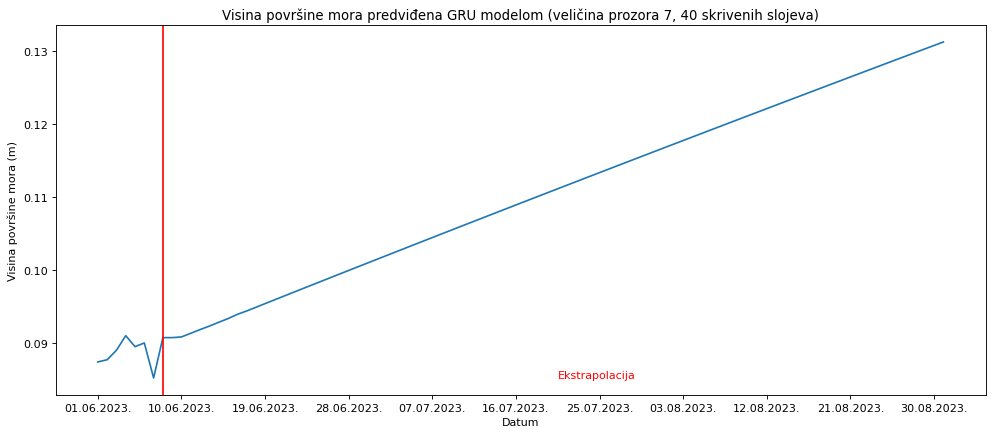 Visina površine mora predviđena GRU modelom (veličina prozora 7, 40 skrivenih slojeva)
Visina površine mora (m)
0.13
0.12
0.11
0.10
0.09
Ekstrapolacija
01.06.2023. 10.06.2023. 19.06.2023. 28.06.2023. 07.07.2023. 16.07.2023. 25.07.2023. 03.08.2023. 12.08.2023. 21.08.2023. 30.08.2023.
Datum